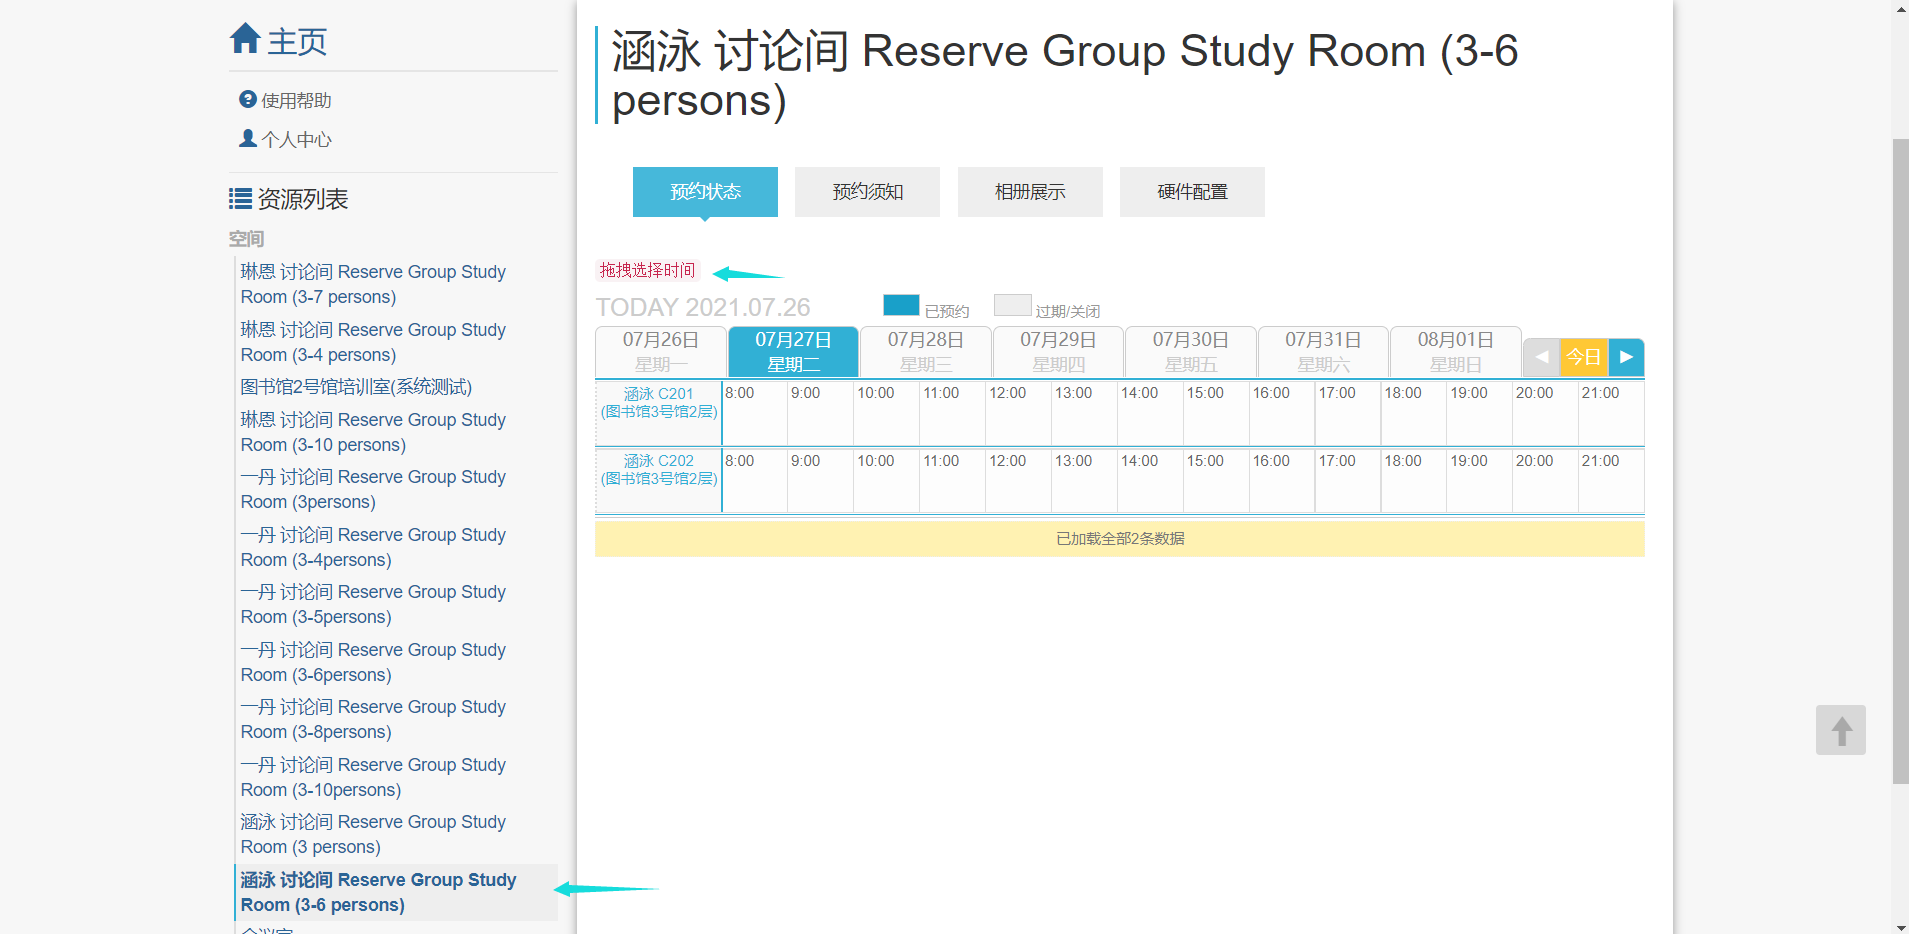 主页
使用帮助
个人中心
资源列表
空间
琳恩 讨论间 Reserve Group Study
Room (3-7 persons)
琳恩 讨论间 Reserve Group Study
Room (3-4 persons)
图书馆2号馆培训室(系统测试)
琳恩 讨论间 Reserve Group Study
Room (3-10 persons)
一丹 讨论间 Reserve Group Study
Room (3persons)
一丹 讨论间 Reserve Group Study
Room (3-4persons)
一丹 讨论间 Reserve Group Study
Room (3-5persons)
一丹 讨论间 Reserve Group Study
Room (3-6persons)
一丹 讨论间 Reserve Group Study
Room (3-8persons)
一丹 讨论间 Reserve Group Study
Room (3-10persons)
涵泳 讨论间 Reserve Group Study
Room (3 persons)
涵泳 讨论间 Reserve Group Study
Room (3-6 persons)
涵泳 讨论间 Reserve Group Study Room (3-6
persons)
预约状态 预约须知 相册展示 硬件配置
拖拽选择时间
TODAY 2021.07.26 已预约 过期/关闭
07月26日 07月27日 07月28日 07月29日 07月30日 07月31日 08月01日
星期一 星期二 星期三 星期四 星期五 星期六 星期日 今日
涵泳 C201 8:00 9:00 10:00 11:00 12:00 13:00 14:00 15:00 16:00 17:00 18:00 19:00 20:00 21:00
(图书馆3号馆2层)
涵泳 C202 8:00 9:00 10:00 11:00 12:00 13:00 14:00 15:00 16:00 17:00 18:00 19:00 20:00 21:00
(图书馆3号馆2层)
已加载全部2条数据